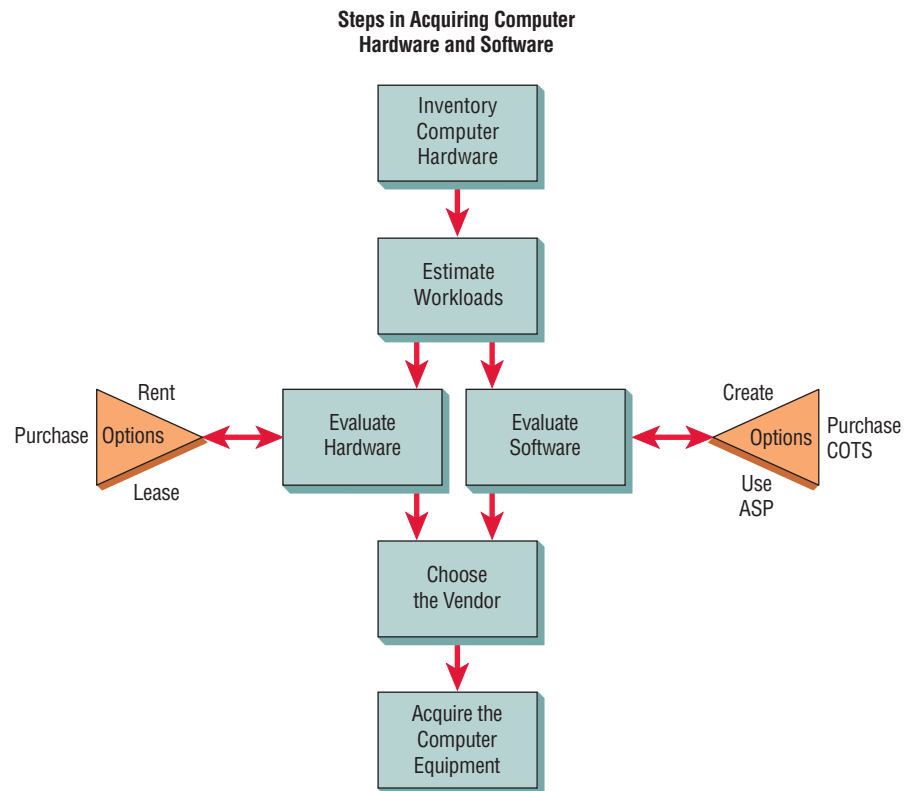 Steps in Acquiring Computer
Hardware and Software
Inventory
Computer
Hardware
Estimate
Workloads
Rent
Purchase
Options
Lease
Evaluate
Hardware
Evaluate
Software
Create
Options
Purchase
COTS
Use
ASP
Choose
the Vendor
Acquire the
Computer
Equipment